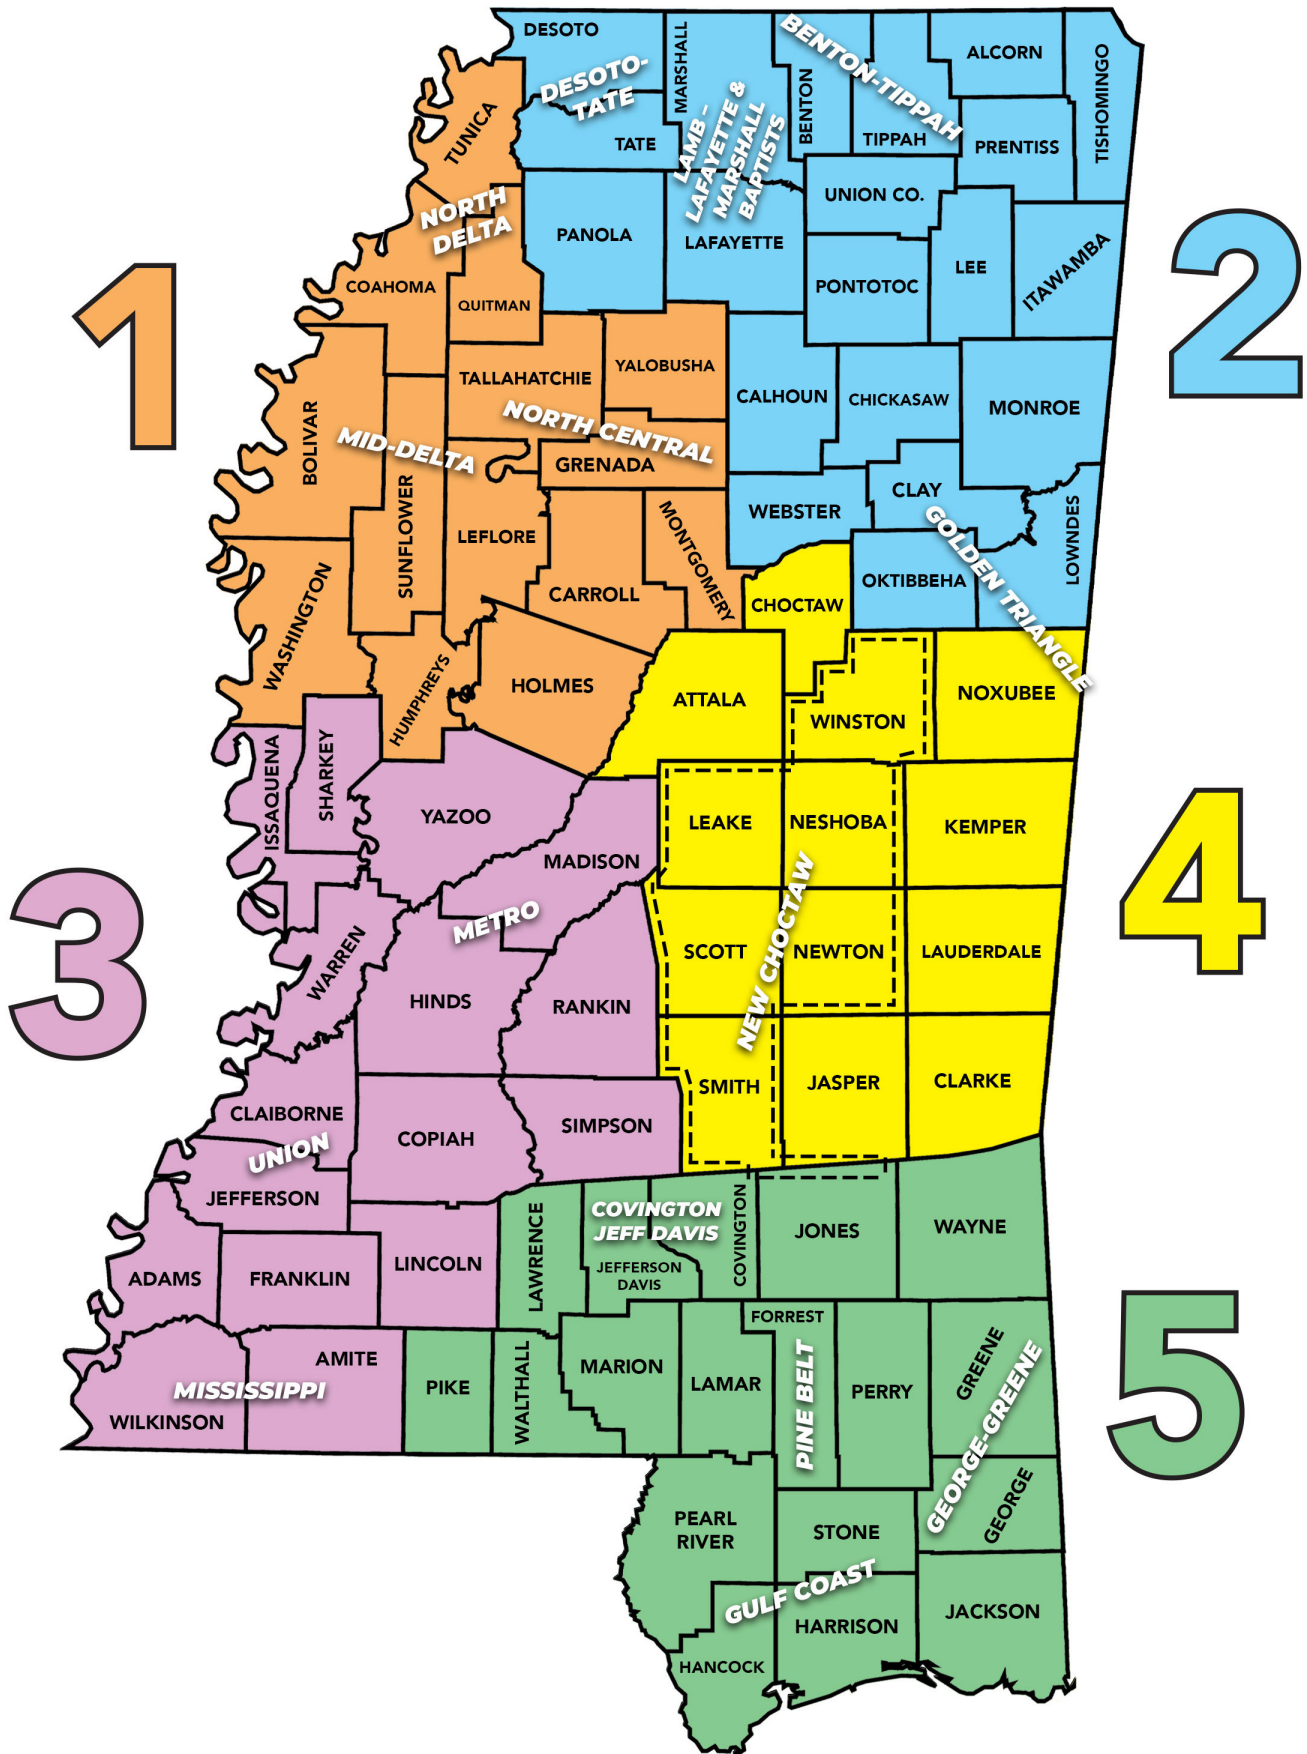 DESOTO
MARSHALL
BENTON-TIPPAH
ALCORN
TISHOMINGO
DESOTO-
TATE
TATE
LAMB –
LAFAYETTE &
MARSHALL
BAPTISTS
BENTON
TIPPAH
PRENTISS
TUNICA
NORTH
DELTA
PANOLA
LAFAYETTE
UNION CO.
PONTOTOC
LEE
ITAWAMBA
COAHOMA
QUITMAN
1
2
TALLAHATCHIE
YALOBUSHA
CALHOUN
CHICKASAW
MONROE
BOLIVAR
MID-DELTA
NORTH CENTRAL
GRENADA
SUNFLOWER
LEFLORE
CARROLL
MONTGOMERY
WEBSTER
CLAY
GOLDEN TRIANGLE
LOWNDES
OKTIBBEHA
CHOCTAW
WASHINGTON
HUMPHREYS
HOLMES
ATTALA
WINSTON
NOXUBEE
ISSAQUENA
SHARKEY
YAZOO
MADISON
LEAKE
NESHOBA
KEMPER
3
4
METRO
WARREN
HINDS
RANKIN
SCOTT
NEW CHOCTAW
NEWTON
LAUDERDALE
SMITH
JASPER
CLARKE
CLAIBORNE
UNION
COPIAH
SIMPSON
JEFFERSON
LAWRENCE
COVINGTON
JEFF DAVIS
JEFFERSON
DAVIS
COVINGTON
JONES
WAYNE
ADAMS
FRANKLIN
LINCOLN
MISSISSIPPI
WILKINSON
AMITE
PIKE
WALTHALL
MARION
LAMAR
FORREST
PINE BELT
PERRY
GREENE
GEORGE-GREENE
GEORGE
5
PEARL
RIVER
STONE
GULF COAST
HARRISON
JACKSON
HANCOCK